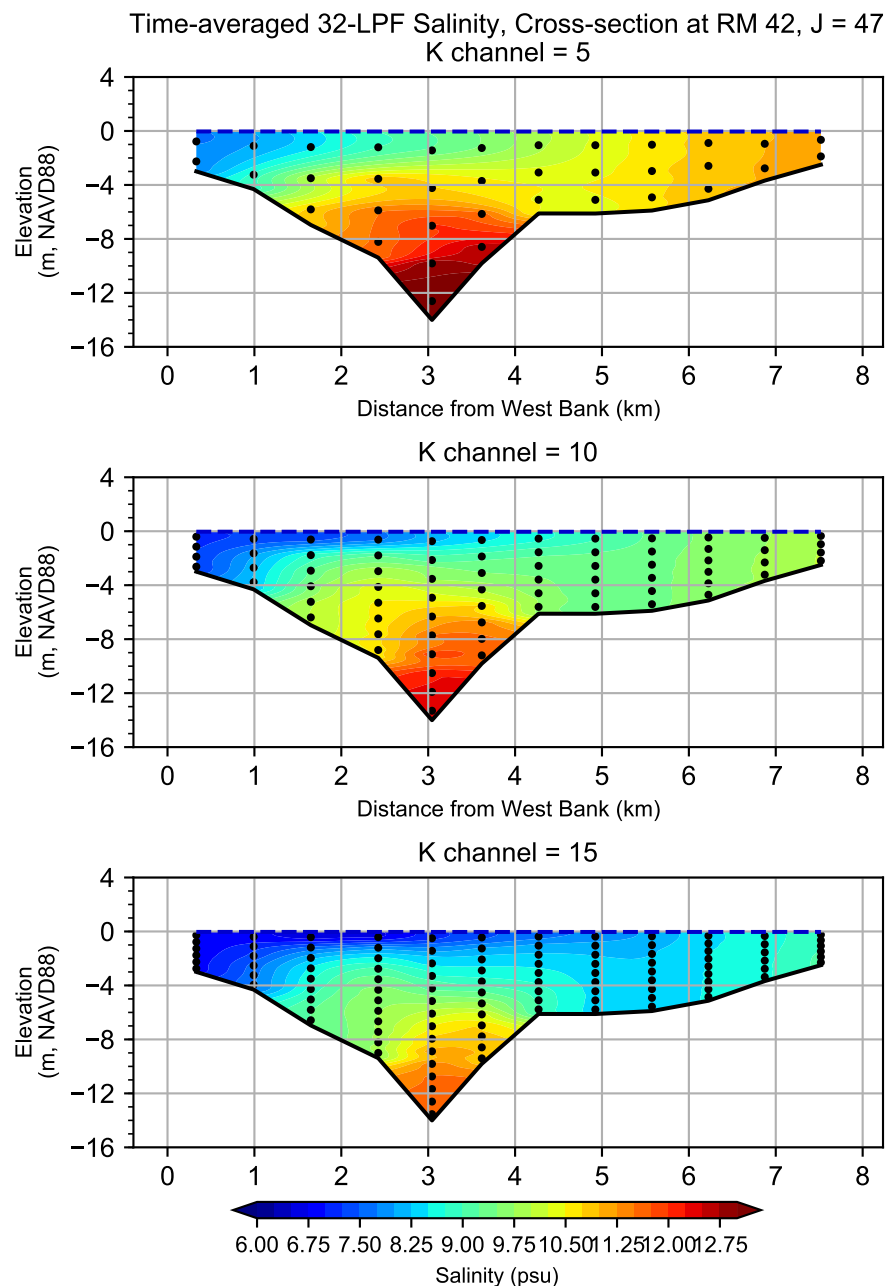 Time-averaged 32-LPF Salinity, Cross-section at RM 42, J = 47
K channel = 5
4
0
−4
−8
−12
−16
Elevation
(m, NAVD88)
0 1 2 3 4 5 6 7 8
Distance from West Bank (km)
K channel = 10
4
0
−4
−8
−12
−16
Elevation
(m, NAVD88)
0 1 2 3 4 5 6 7 8
Distance from West Bank (km)
K channel = 15
4
0
−4
−8
−12
−16
Elevation
(m, NAVD88)
0 1 2 3 4 5 6 7 8
6.00 6.75 7.50 8.25 9.00 9.75 10.50 11.25 12.00 12.75
Salinity (psu)